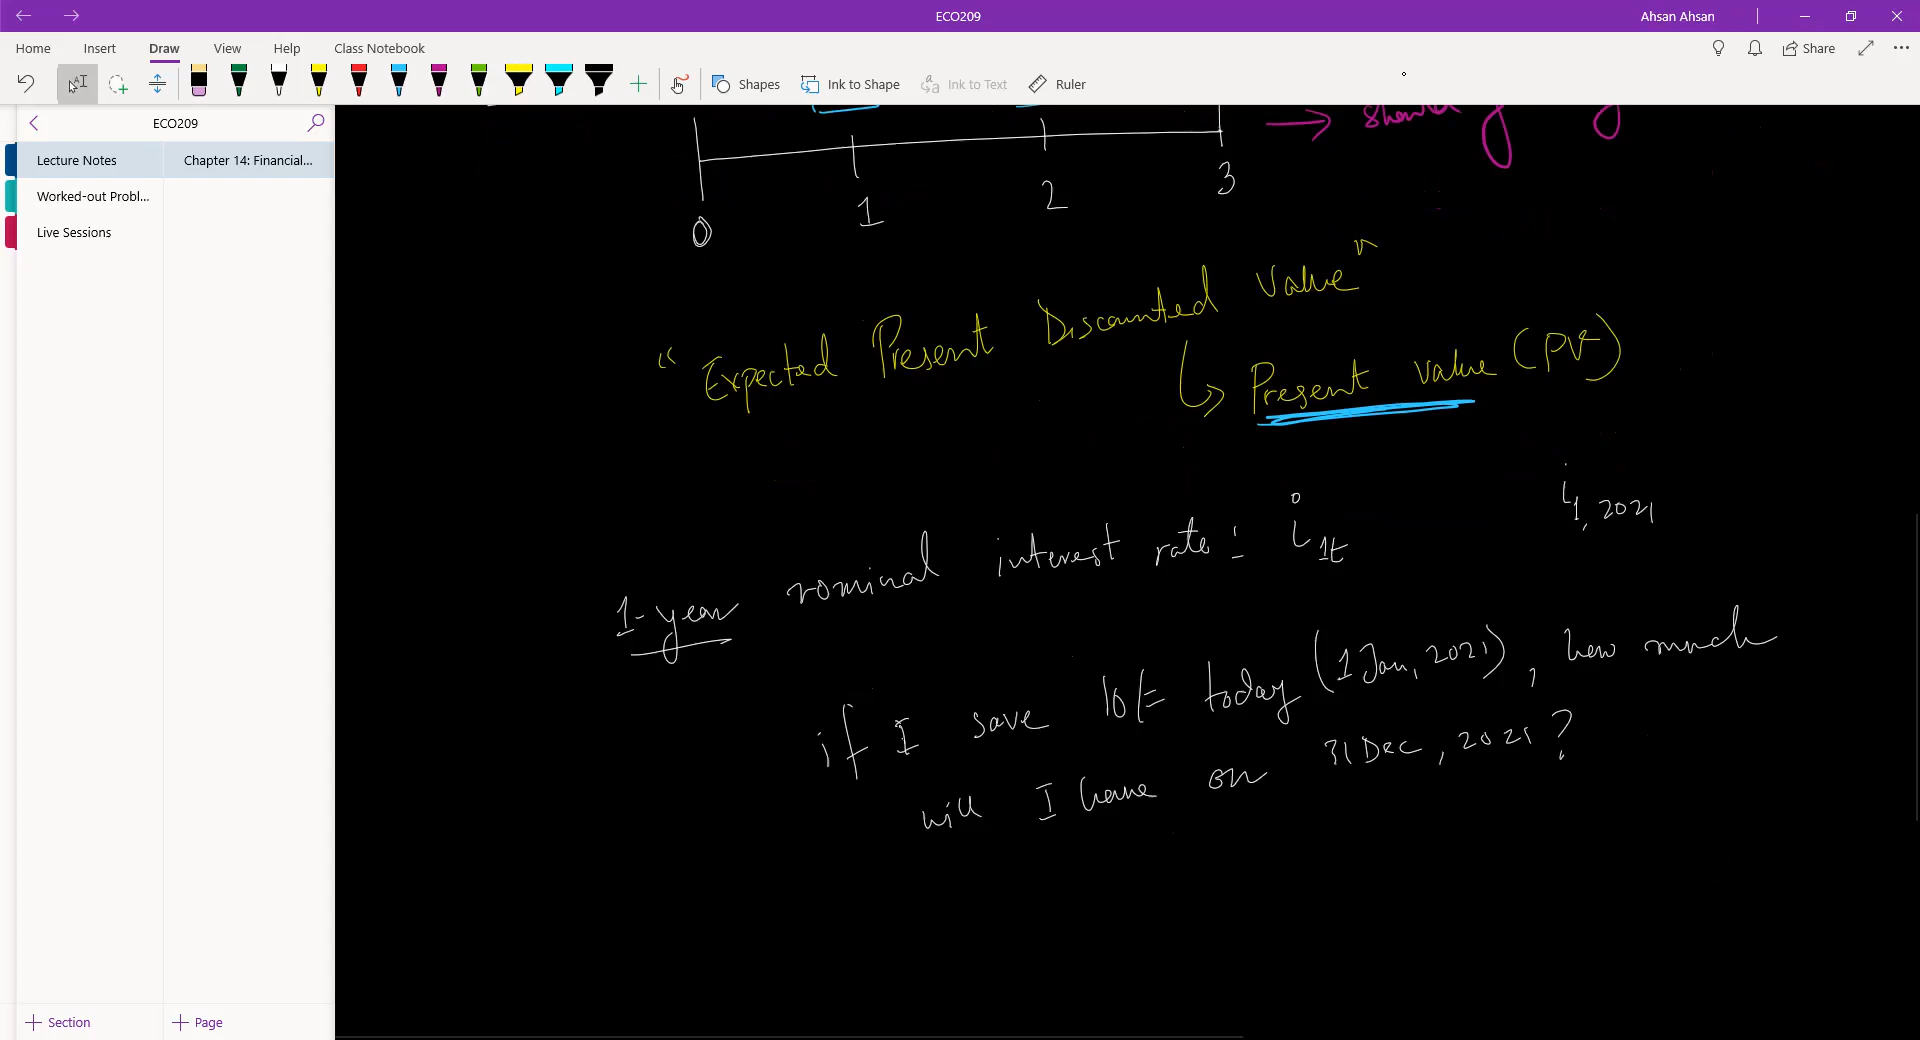 ECO209
Ahsan Ahsan
Home Insert Draw View Help Class Notebook
Share
Shapes Ink to Shape Ink to Text Ruler
ECO209
Lecture Notes
Chapter 14: Financial...
Worked-out Probl...
Live Sessions
should
0 1 2 3
"Expected Present Discounted Value"
Present value (PV)
1-year nominal interest rate: i1t
i1, 2021
if I save 10/= today (1 Jan, 2021), how much
will I have on 31 Dec, 2021?
Section
Page